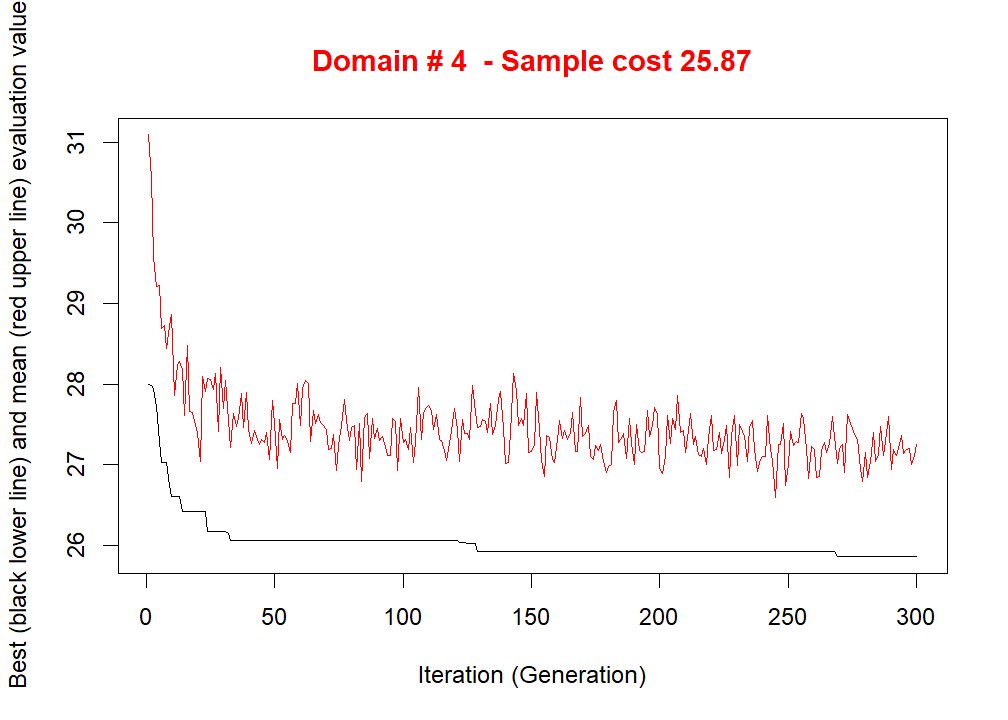 Domain # 4  - Sample cost 25.87
Best (black lower line) and mean (red upper line) evaluation value
31
30
29
28
27
26
0 50 100 150 200 250 300
Iteration (Generation)